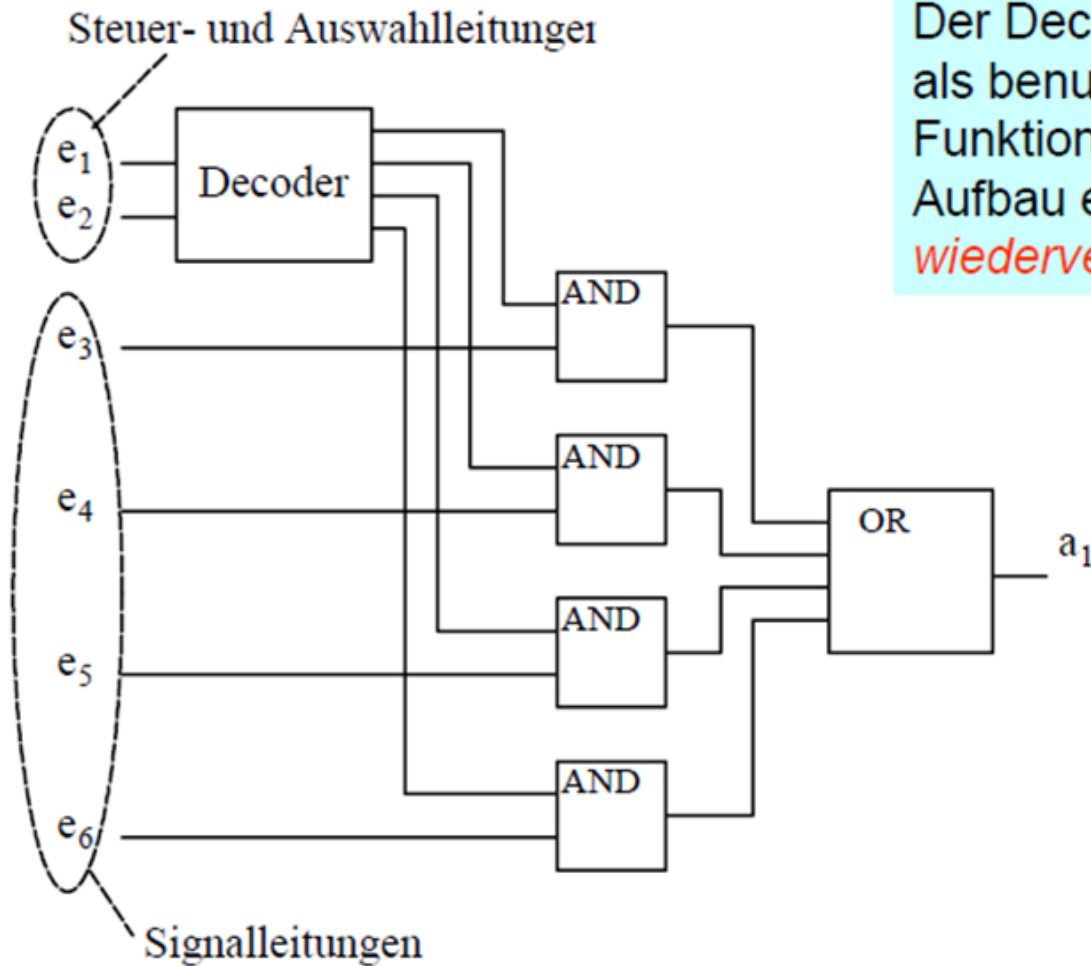 Steuer- und Auswahlleitungen
Der Dec
als benu
Funktion
Aufbau e
wiederve
e1
Decoder
e2
AND
e3
AND
e4
OR
a1
AND
e5
AND
e6
Signalleitungen